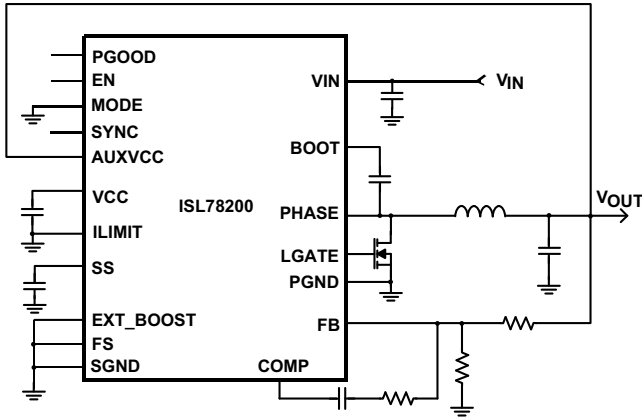 PGOOD
EN
MODE
SYNC
AUXVCC
VCC
ILIMIT
SS
EXT_BOOST
FS
SGND
ISL78200
VIN
BOOT
PHASE
LGATE
PGND
FB
COMP
VIN
VOUT